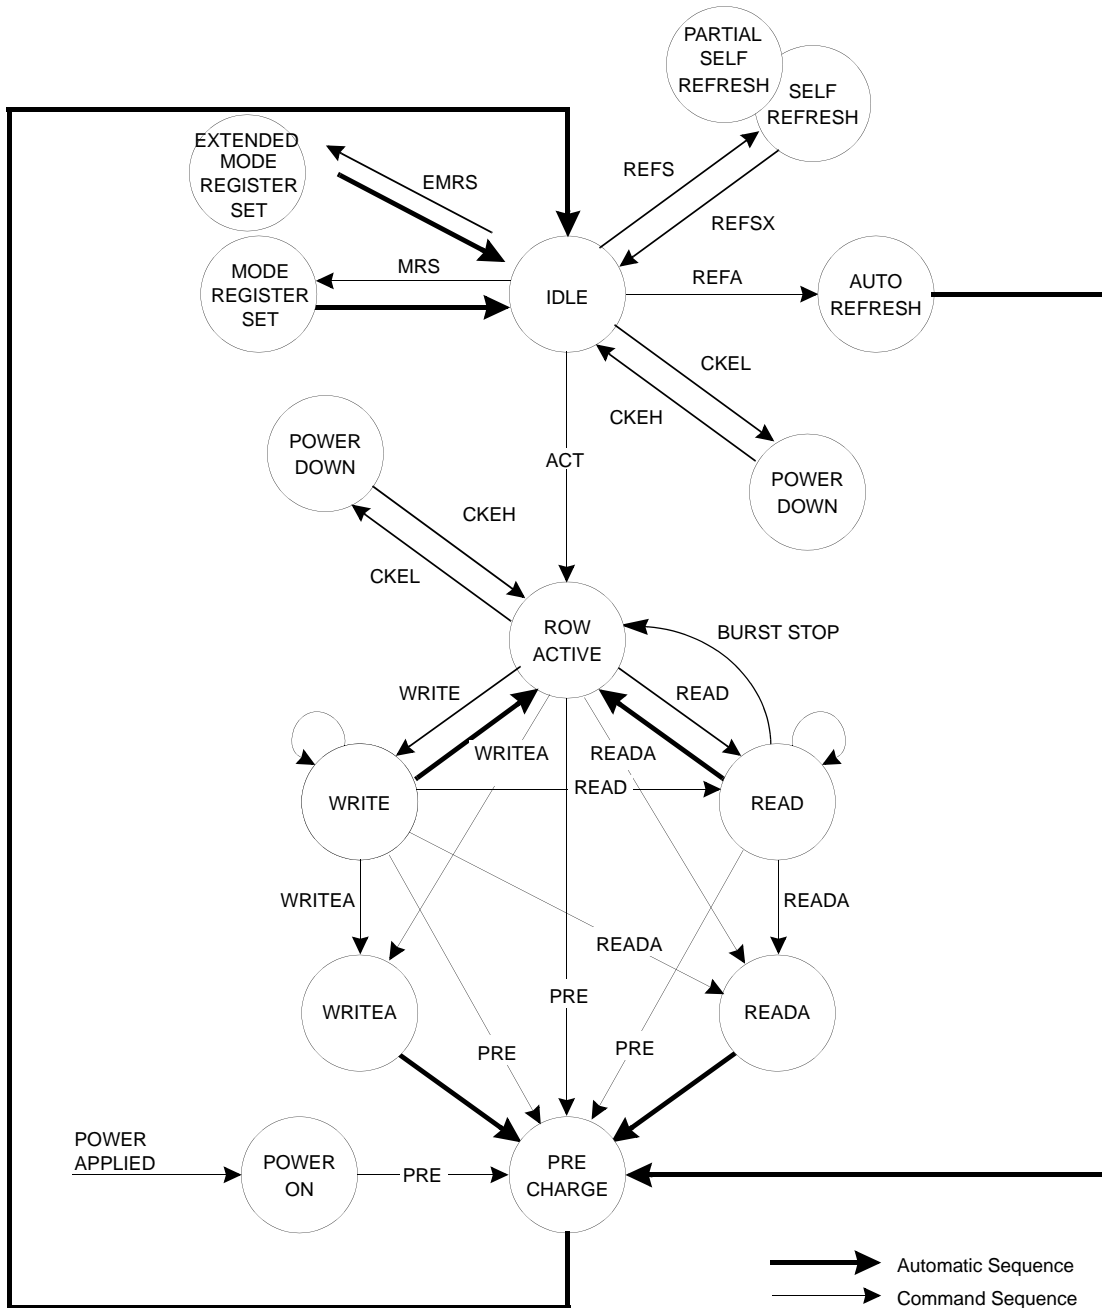 PARTIAL
SELF
REFRESH
SELF
REFRESH
EXTENDED
MODE
REGISTER
SET
EMRS
REFS
REFSX
MODE
REGISTER
SET
MRS
IDLE
REFA
AUTO
REFRESH
CKEL
CKEH
POWER
DOWN
ACT
POWER
DOWN
CKEH
CKEL
ROW
ACTIVE
BURST STOP
WRITE
READ
WRITEA
READA
WRITE
READ
READ
WRITEA
READA
READA
WRITEA
PRE
READA
PRE
PRE
POWER
APPLIED
POWER
ON
PRE
PRE
CHARGE
Automatic Sequence
Command Sequence